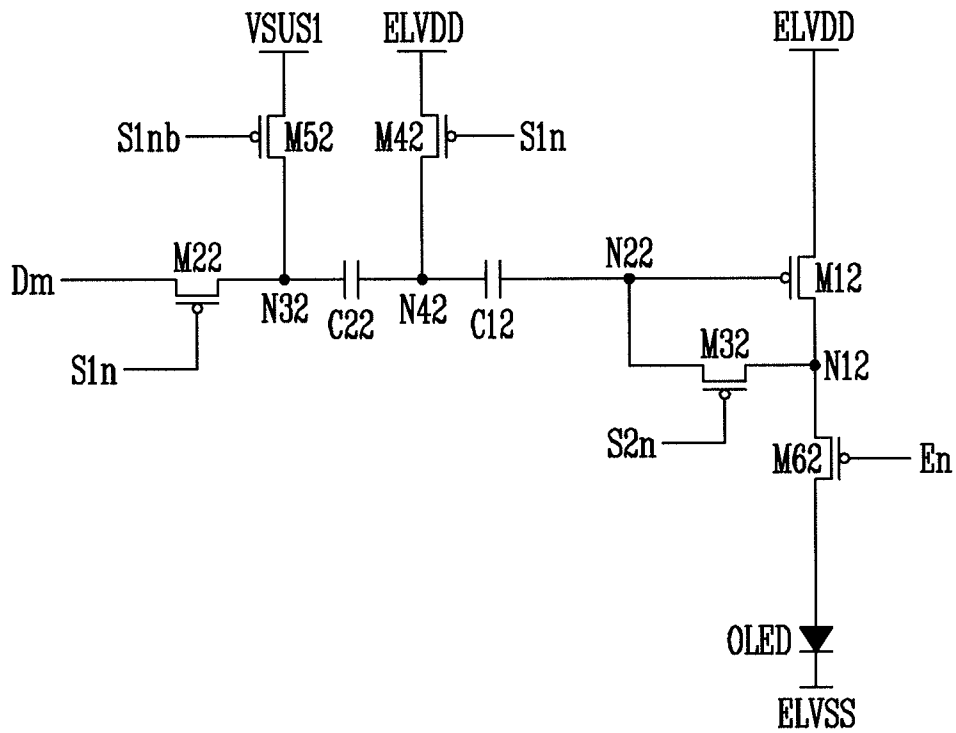 VSUS1 ELVDD ELVDD
S1nb M52 M42 S1n
M22 N22
Dm N32 C22 N42 C12 M12
S1n M32 N12
S2n M62 En
OLED
ELVSS